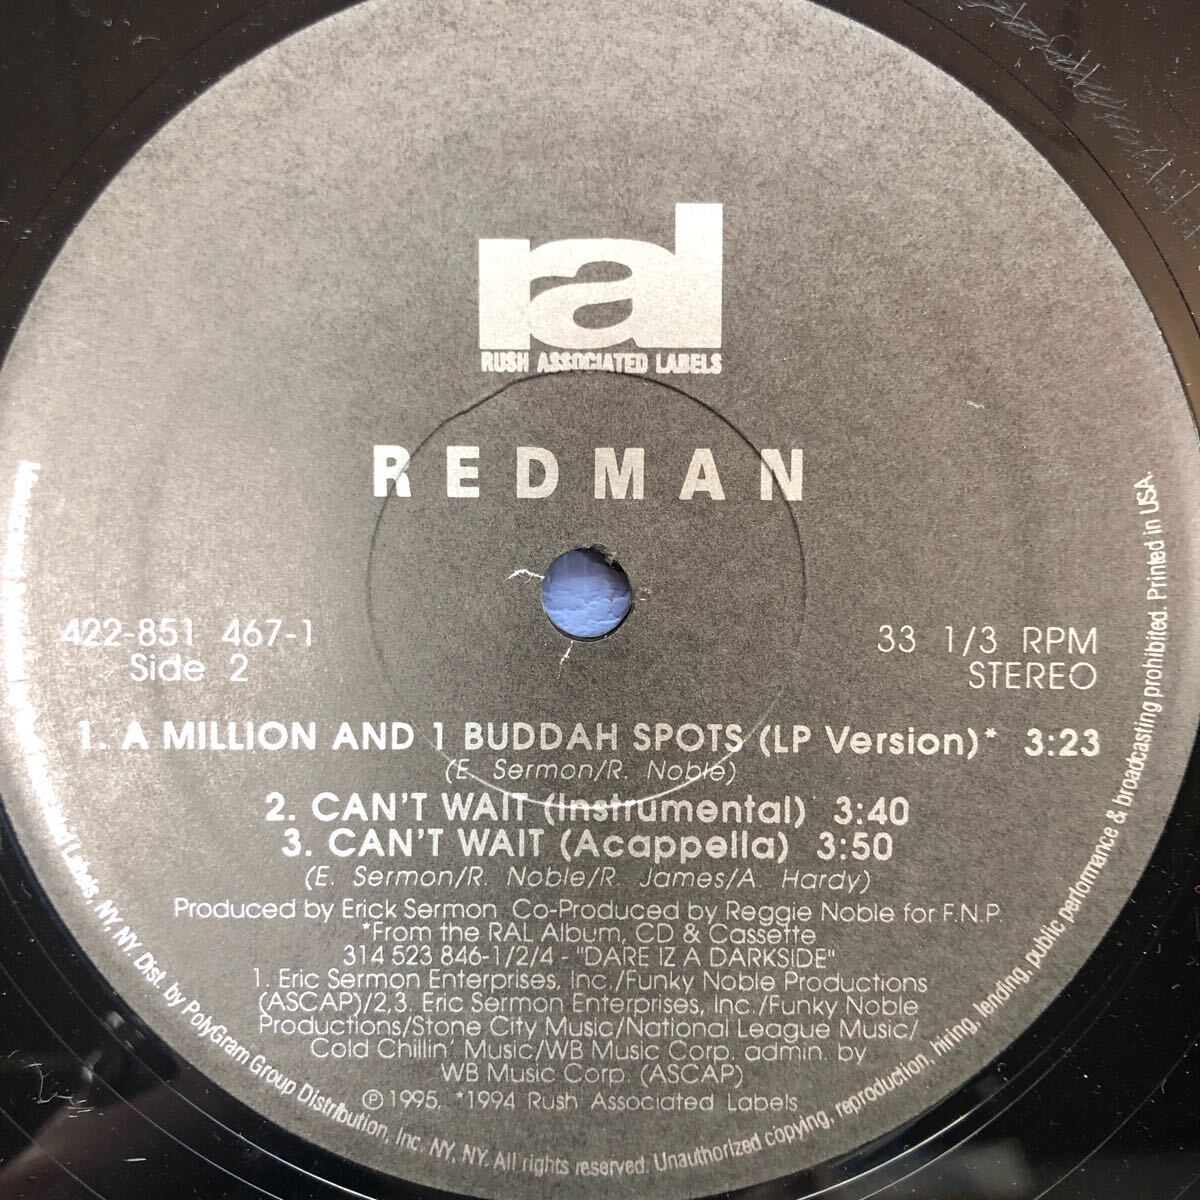 ral
RUSH ASSOCIATED LABELS
REDMAN
422-851 467-1
Side 2
33 1/3 RPM
STEREO
1. A MILLION AND 1 BUDDAH SPOTS (LP Version)* 3:23
(E. Sermon/R. Noble)
2. CAN'T WAIT (Instrumental) 3:40
3. CAN'T WAIT (Acappella) 3:50
(E. Sermon/R. Noble/R. James/A. Hardy)
Produced by Erick Sermon. Co-Produced by Reggie Noble for F.N.P.
*From the RAL Album, CD & Cassette
314 523 846-1/2/4 - "DARE IZ A DARKSIDE"
1. Eric Sermon Enterprises, Inc./Funky Noble Productions
(ASCAP)/2,3. Eric Sermon Enterprises, Inc./Funky Noble
Productions/Stone City Music/National League Music/
Cold Chillin' Music/WB Music Corp. admin. by
WB Music Corp. (ASCAP)
℗1995, *1994 Rush Associated Labels
Labels, NY, NY. Dist. by PolyGram Group Distribution, Inc. NY, NY. All rights reserved. Unauthorized copying, reproduction, hiring, lending, public performance & broadcasting prohibited. Printed in USA.